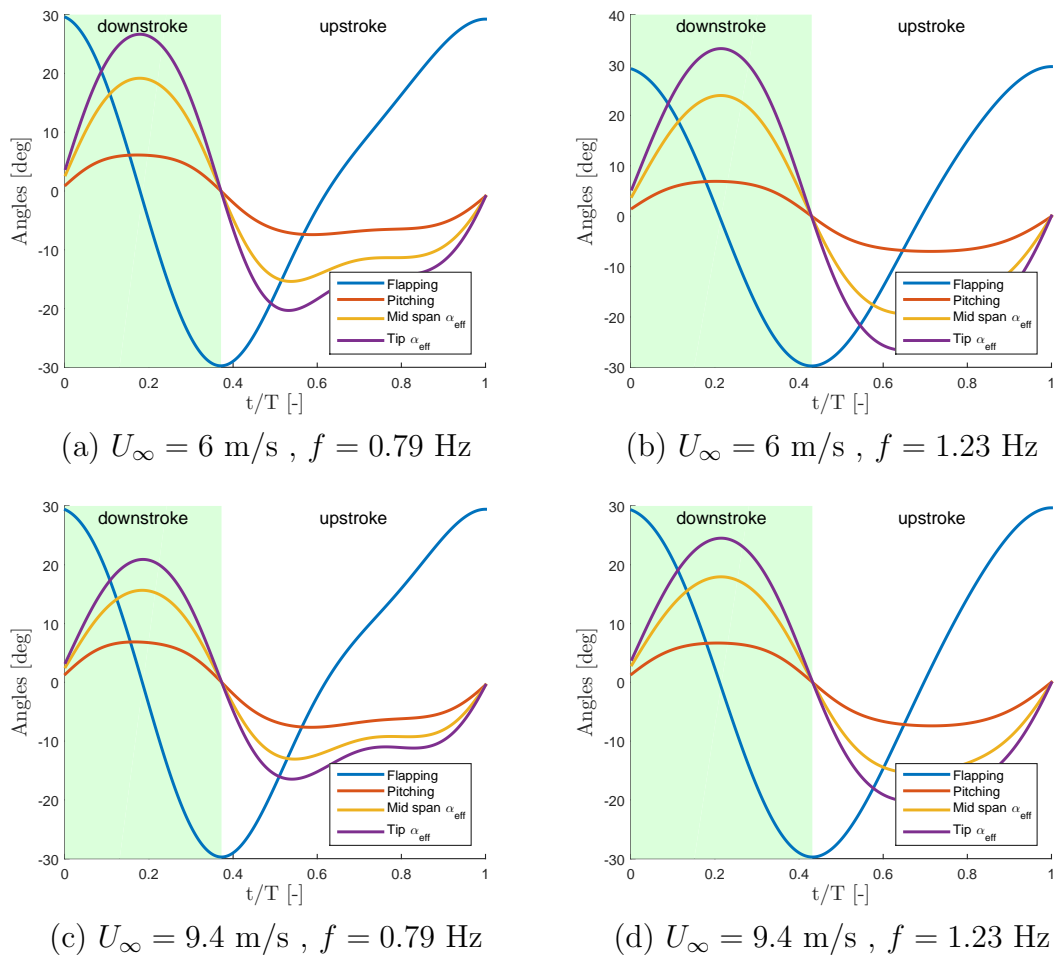 downstroke upstroke
Angles [deg]
30
20
10
0
-10
-20
-30
Flapping
Pitching
Mid span α_eff
Tip α_eff
0 0.2 0.4 0.6 0.8 1
t/T [-]
(a) U∞ = 6 m/s , f = 0.79 Hz
downstroke upstroke
Angles [deg]
40
30
20
10
0
-10
-20
-30
Flapping
Pitching
Mid span α_eff
Tip α_eff
0 0.2 0.4 0.6 0.8 1
t/T [-]
(b) U∞ = 6 m/s , f = 1.23 Hz
downstroke upstroke
Angles [deg]
30
20
10
0
-10
-20
-30
Flapping
Pitching
Mid span α_eff
Tip α_eff
0 0.2 0.4 0.6 0.8 1
t/T [-]
(c) U∞ = 9.4 m/s , f = 0.79 Hz
downstroke upstroke
Angles [deg]
30
20
10
0
-10
-20
-30
Flapping
Pitching
Mid span α_eff
Tip α_eff
0 0.2 0.4 0.6 0.8 1
t/T [-]
(d) U∞ = 9.4 m/s , f = 1.23 Hz